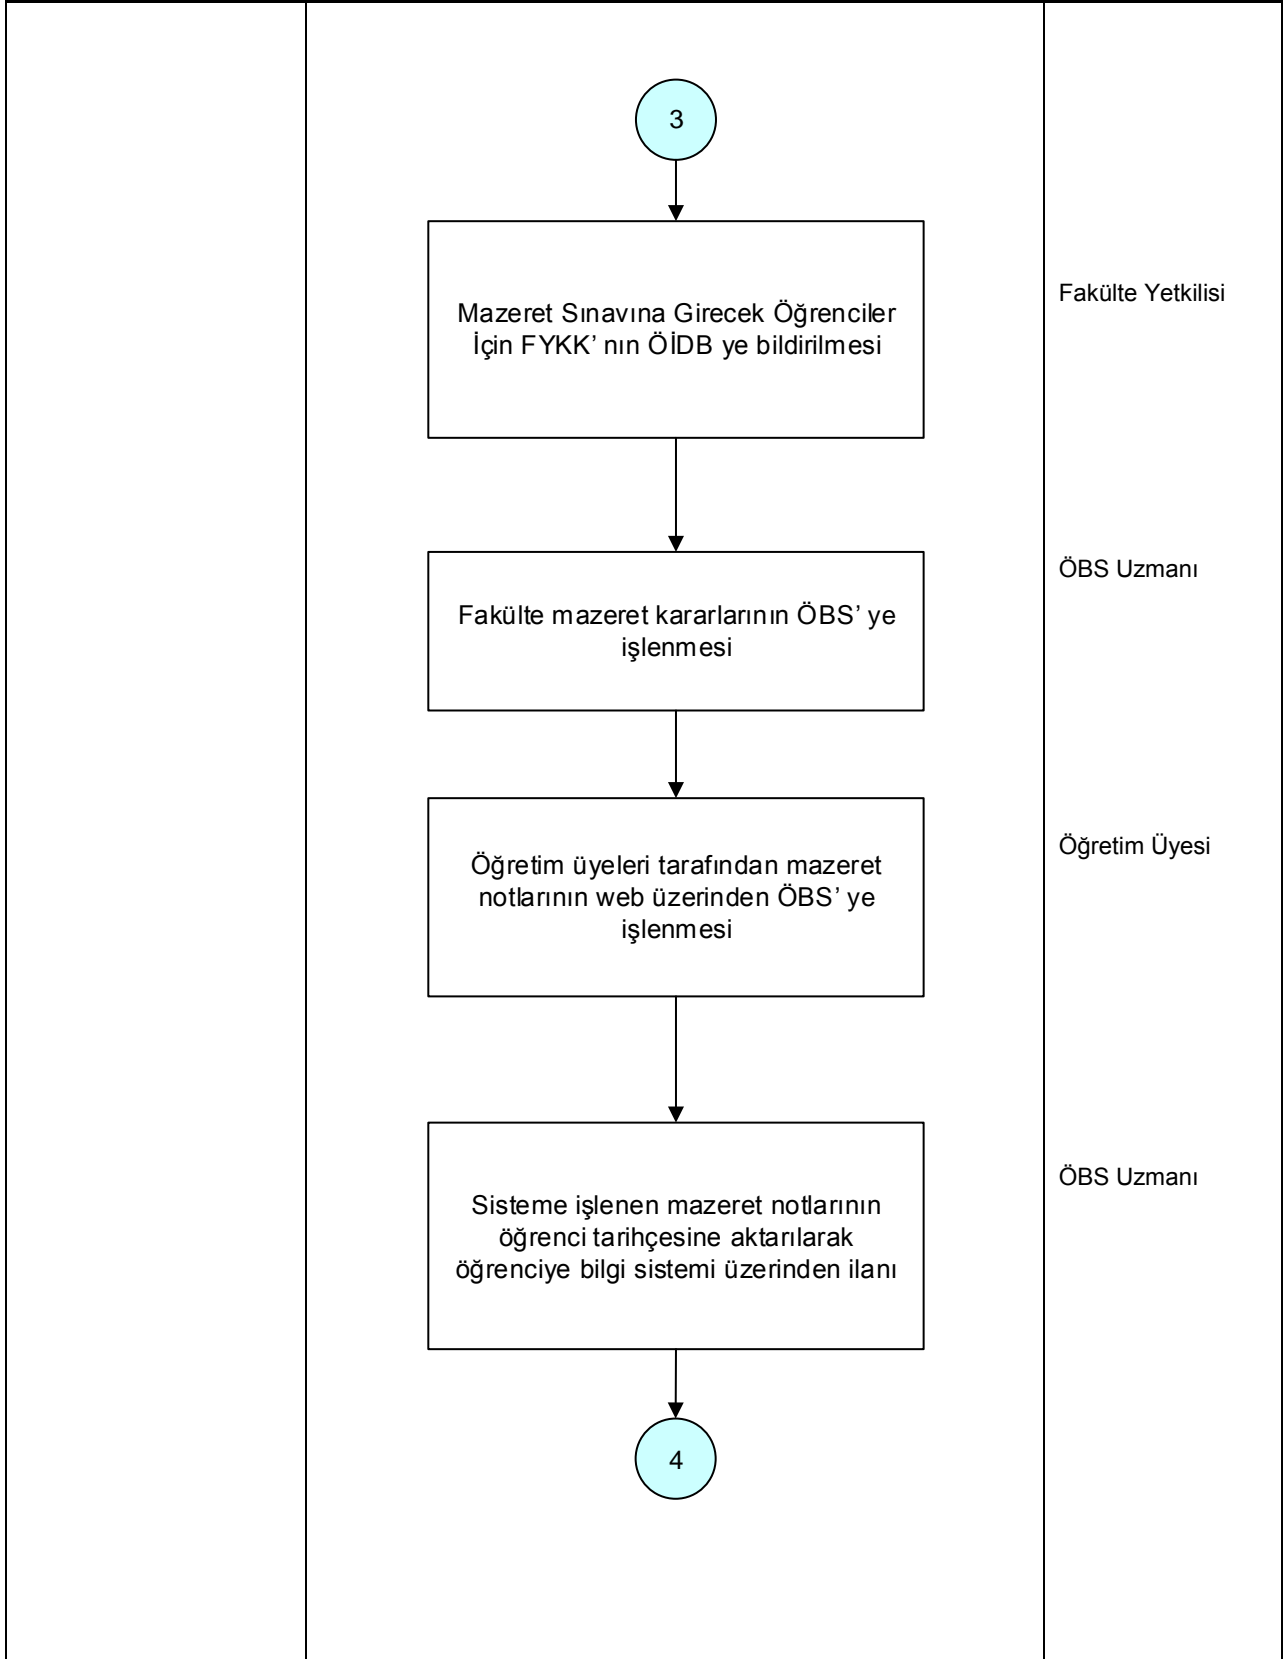 3
Mazeret Sınavına Girecek Öğrenciler
İçin FYKK’ nın ÖİDB ye bildirilmesi
Fakülte Yetkilisi
Fakülte mazeret kararlarının ÖBS’ ye
işlenmesi
ÖBS Uzmanı
Öğretim üyeleri tarafından mazeret
notlarının web üzerinden ÖBS’ ye
işlenmesi
Öğretim Üyesi
Sisteme işlenen mazeret notlarının
öğrenci tarihçesine aktarılarak
öğrenciye bilgi sistemi üzerinden ilanı
ÖBS Uzmanı
4